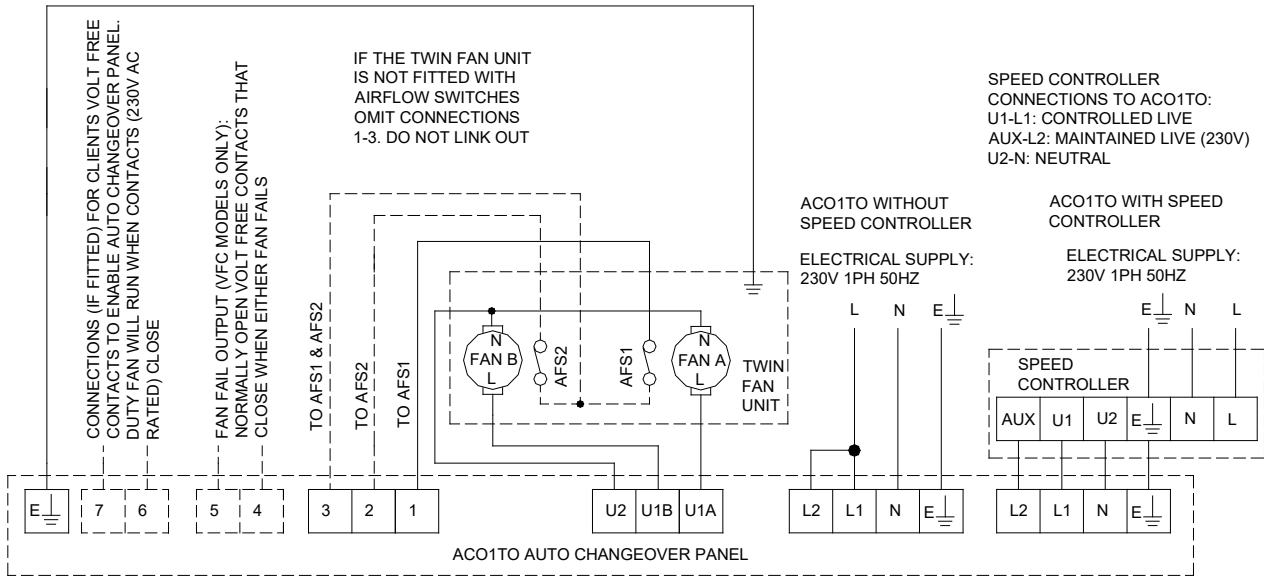 CONNECTIONS (IF FITTED) FOR CLIENTS VOLT FREE
CONTACTS TO ENABLE AUTO CHANGEOVER PANEL.
DUTY FAN WILL RUN WHEN CONTACTS (230V AC
RATED) CLOSE
FAN FAIL OUTPUT (VFC MODELS ONLY):
NORMALLY OPEN VOLT FREE CONTACTS THAT
CLOSE WHEN EITHER FAN FAILS
IF THE TWIN FAN UNIT
IS NOT FITTED WITH
AIRFLOW SWITCHES
OMIT CONNECTIONS
1-3. DO NOT LINK OUT
TO AFS1 & AFS2
TO AFS2
TO AFS1
N
FAN B
L
AFS2
AFS1
N
FAN A
L
TWIN
FAN
UNIT
SPEED CONTROLLER
CONNECTIONS TO ACO1TO:
U1-L1: CONTROLLED LIVE
AUX-L2: MAINTAINED LIVE (230V)
U2-N: NEUTRAL
ACO1TO WITHOUT
SPEED CONTROLLER
ELECTRICAL SUPPLY:
230V 1PH 50HZ
L N E
ACO1TO WITH SPEED
CONTROLLER
ELECTRICAL SUPPLY:
230V 1PH 50HZ
E N L
SPEED
CONTROLLER
AUX U1 U2 E N L
E 7 6 5 4 3 2 1 U2 U1B U1A L2 L1 N E L2 L1 N E
ACO1TO AUTO CHANGEOVER PANEL